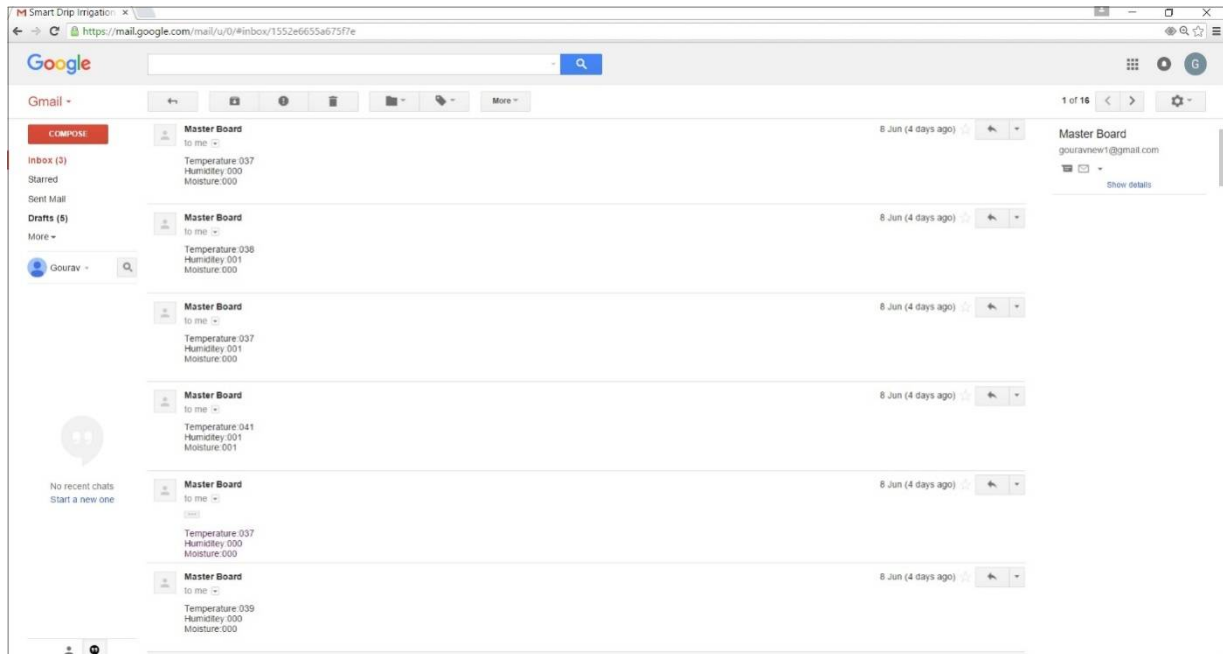 Smart Drip Irrigation
https://mail.google.com/mail/u/0/#inbox/1552e6655a675f7e
Google
G
Gmail
More
1 of 16
COMPOSE
Inbox (3)
Starred
Sent Mail
Drafts (5)
More
Gourav
No recent chats
Start a new one
Master Board
to me
8 Jun (4 days ago)
Temperature:037
Humiditey:000
Moisture:000
Master Board
to me
8 Jun (4 days ago)
Temperature:038
Humiditey:001
Moisture:000
Master Board
to me
8 Jun (4 days ago)
Temperature:037
Humiditey:001
Moisture:000
Master Board
to me
8 Jun (4 days ago)
Temperature:041
Humiditey:001
Moisture:001
Master Board
to me
8 Jun (4 days ago)
Temperature:037
Humiditey:000
Moisture:000
Master Board
to me
8 Jun (4 days ago)
Temperature:039
Humiditey:000
Moisture:000
Master Board
gouravnew1@gmail.com
Show details